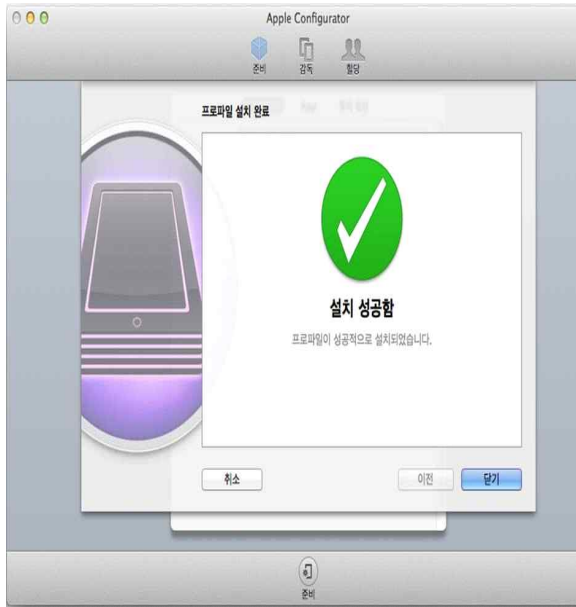 Apple Configurator
준비
감독
할당
프로파일 설치 완료
설치 성공함
프로파일이 성공적으로 설치되었습니다.
취소
이전
닫기
준비